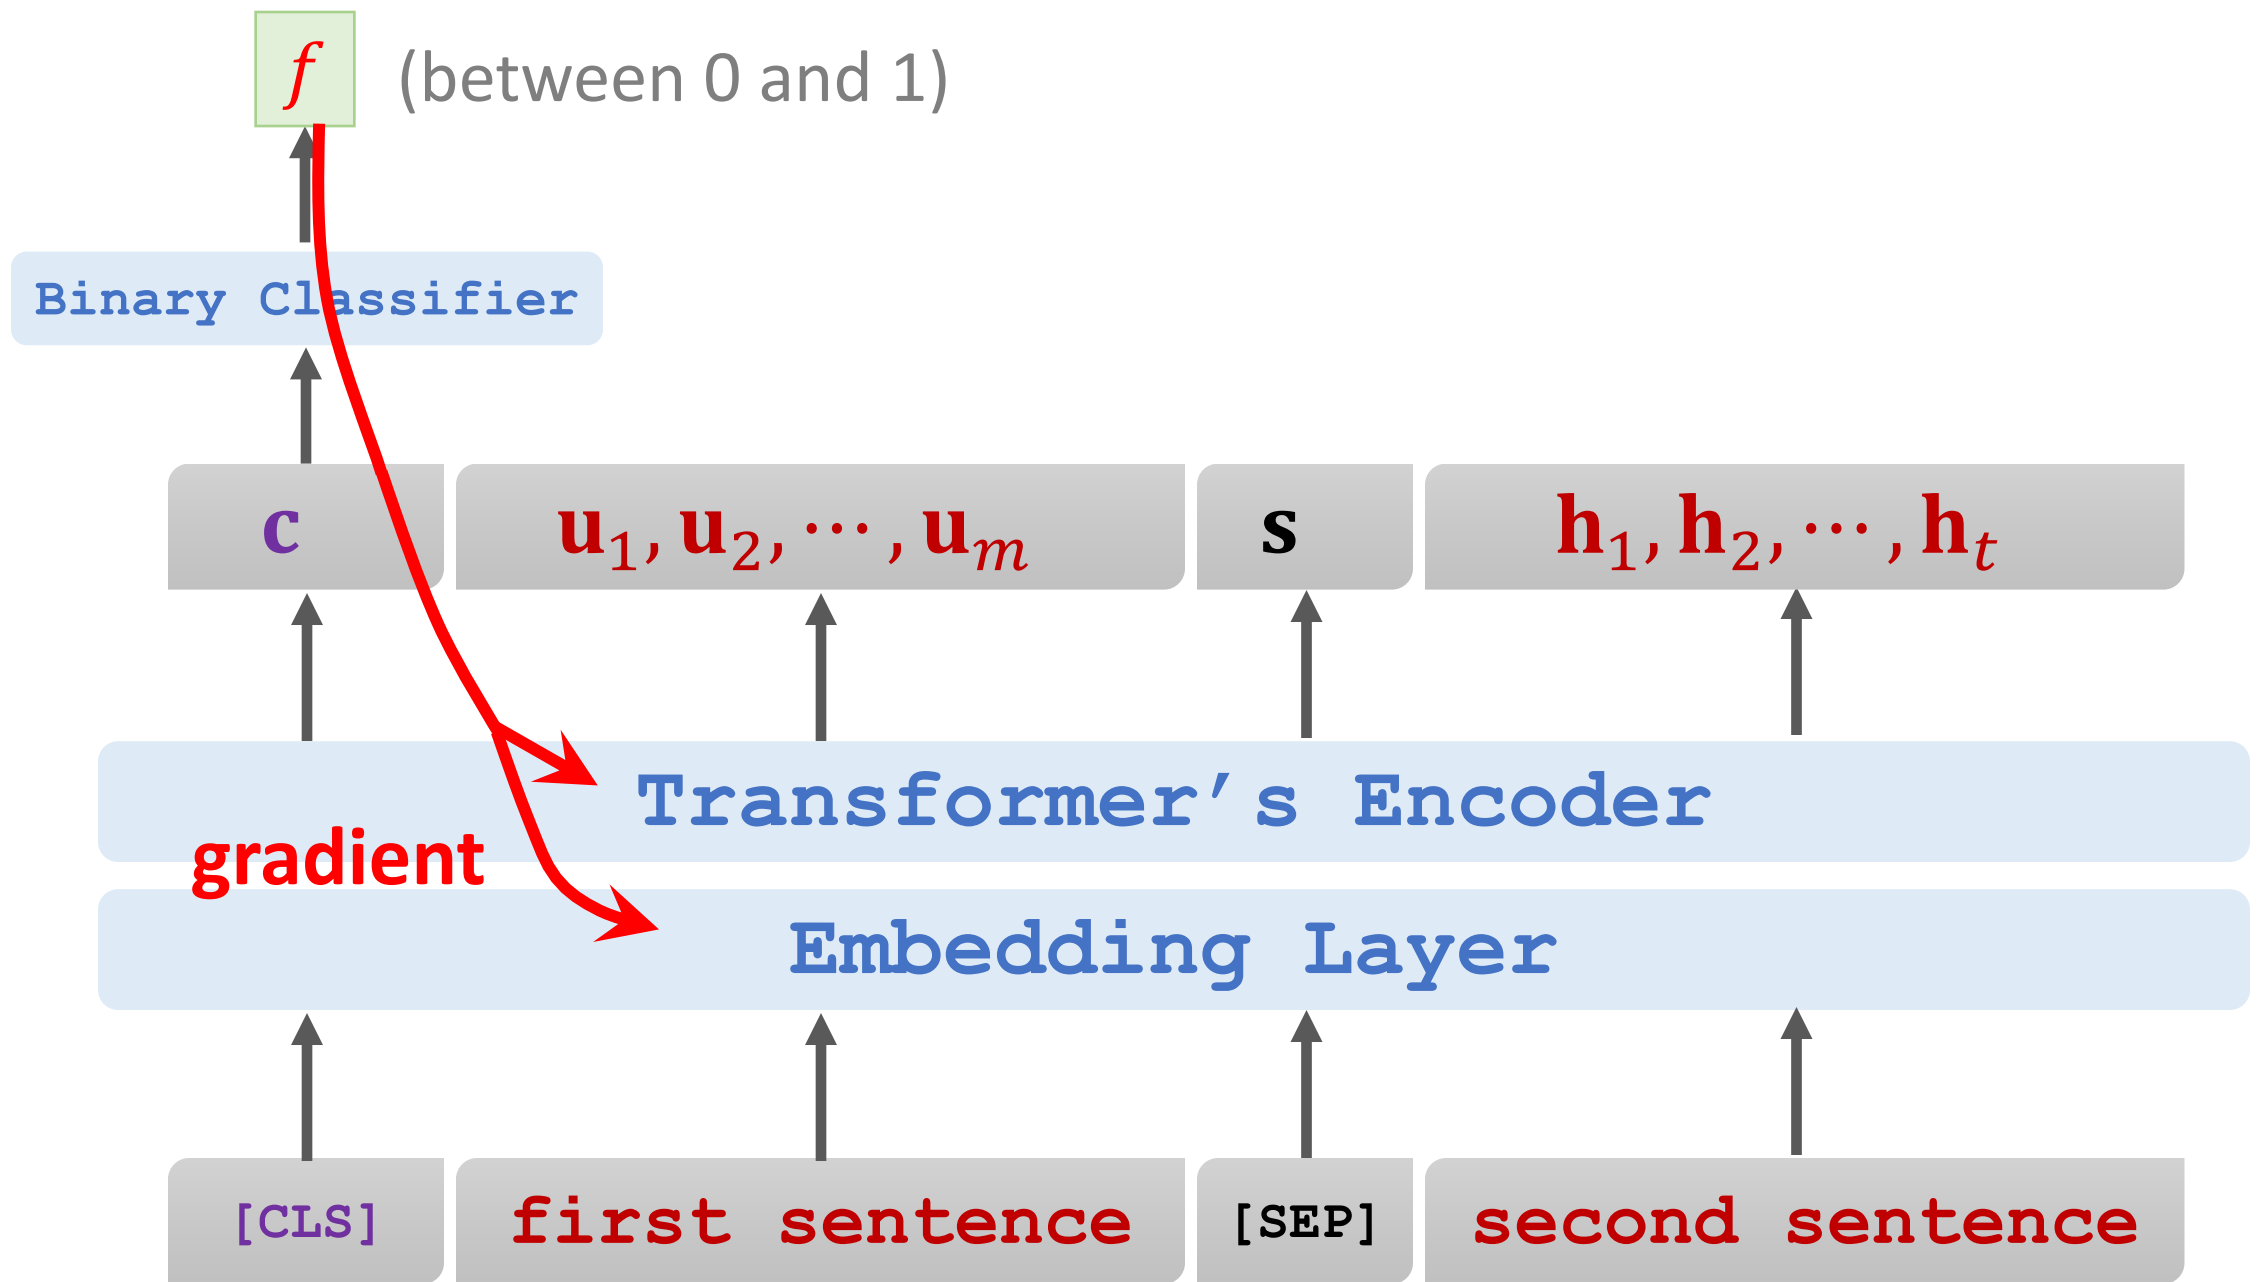 f (between 0 and 1)
Binary Classifier
c u₁, u₂, ⋯, uₘ s h₁, h₂, ⋯, hₜ
Transformer’s Encoder
gradient
Embedding Layer
[CLS] first sentence [SEP] second sentence